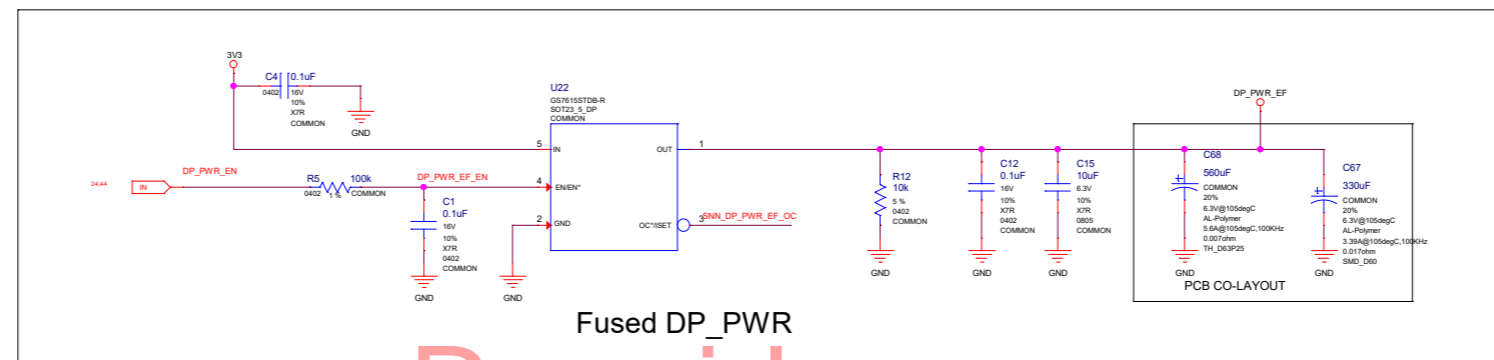 3V3
C4
0.1uF
0402
16V
10%
X7R
COMMON
GND
U22
GS7615STDB-R
SOT23_5_DP
COMMON
5
IN
OUT
1
24,44
IN
DP_PWR_EN
R5
100k
0402
1 %
COMMON
DP_PWR_EF_EN
4
EN/EN*
C1
0.1uF
16V
10%
X7R
0402
COMMON
GND
2
GND
GND
OC*/ISET
3
SNN_DP_PWR_EF_OC
R12
10k
5 %
0402
COMMON
GND
C12
0.1uF
16V
10%
X7R
0402
COMMON
GND
C15
10uF
6.3V
10%
X7R
0805
COMMON
GND
DP_PWR_EF
C68
560uF
COMMON
20%
6.3V@105degC
AL-Polymer
5.6A@105degC,100KHz
0.007ohm
TH_D63P25
GND
C67
330uF
COMMON
20%
6.3V@105degC
AL-Polymer
3.39A@105degC,100KHz
0.017ohm
SMD_D60
GND
PCB CO-LAYOUT
Fused DP_PWR